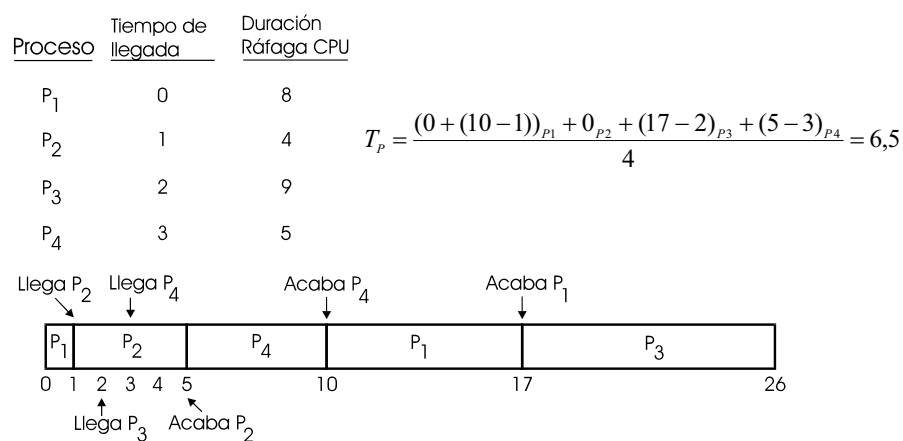 Proceso Tiempo de llegada Duración Ráfaga CPU
P1 0 8
P2 1 4
P3 2 9
P4 3 5
T_P = ((0 + (10 − 1))_P1 + 0_P2 + (17 − 2)_P3 + (5 − 3)_P4) / 4 = 6,5
Llega P2 Llega P4 Acaba P4 Acaba P1
P1 P2 P4 P1 P3
0 1 2 3 4 5 10 17 26
Llega P3 Acaba P2